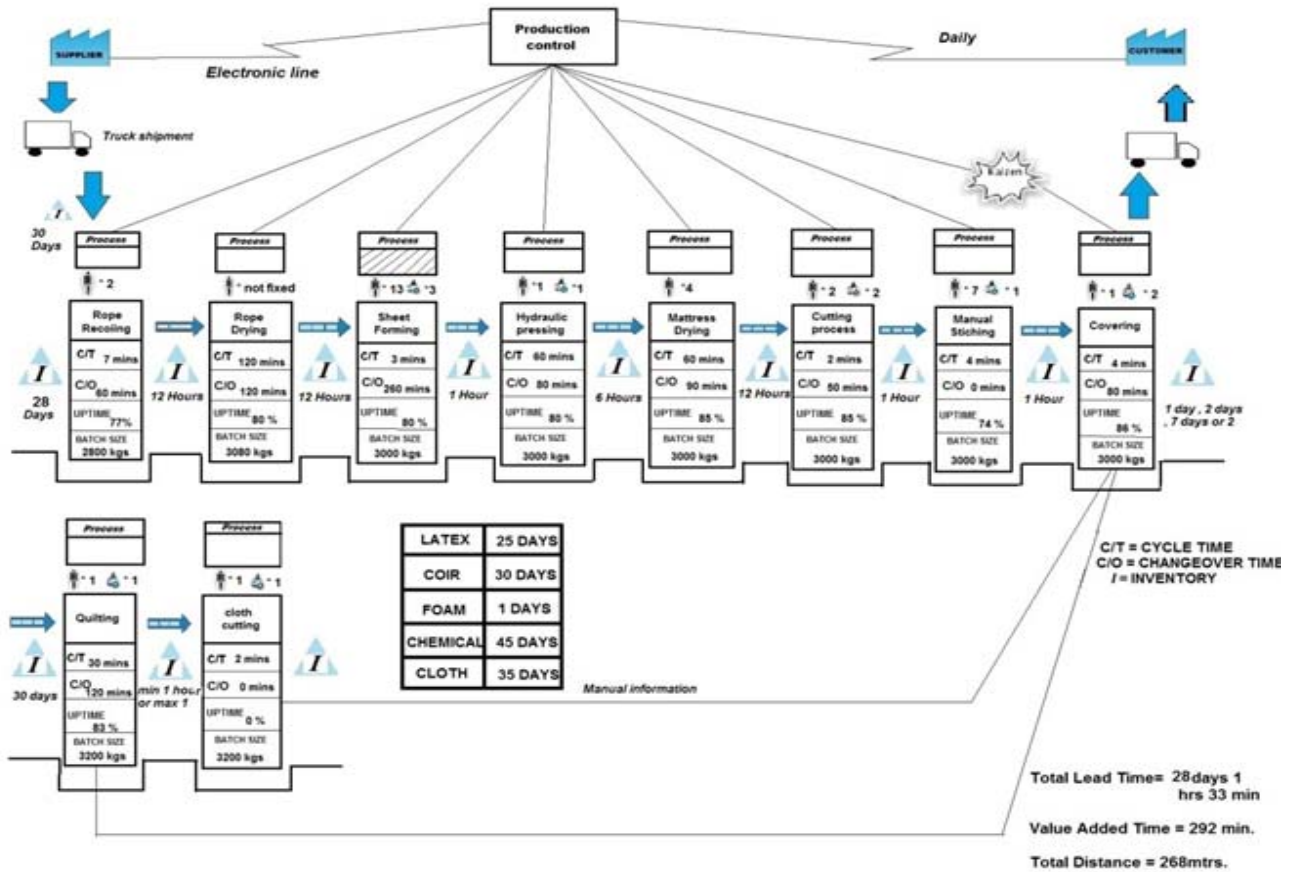 Production
control
SUPPLIER
Electronic line
Daily
CUSTOMER
Truck shipment
Kaizen
I
30
Days
Process
Process
Process
Process
Process
Process
Process
Process
* 2
* not fixed
* 13 * 3
* 1 * 1
* 4
* 2 * 2
* 7 * 1
* 1 * 2
I
28
Days
Rope
Recoiing
C/T 7 mins
C/O 60 mins
UPTIME 77%
BATCH SIZE
2800 kgs
I
12 Hours
Rope
Drying
C/T 120 mins
C/O 120 mins
UPTIME 80 %
BATCH SIZE
3080 kgs
I
12 Hours
Sheet
Forming
C/T 3 mins
C/O 260 mins
UPTIME 80 %
BATCH SIZE
3000 kgs
I
1 Hour
Hydraulic
pressing
C/T 60 mins
C/O 80 mins
UPTIME 80 %
BATCH SIZE
3000 kgs
I
6 Hours
Mattress
Drying
C/T 60 mins
C/O 90 mins
UPTIME 85 %
BATCH SIZE
3000 kgs
I
12 Hours
Cutting
process
C/T 2 mins
C/O 50 mins
UPTIME 85 %
BATCH SIZE
3000 kgs
I
1 Hour
Manual
Stiching
C/T 4 mins
C/O 0 mins
UPTIME 74 %
BATCH SIZE
3000 kgs
I
1 Hour
Covering
C/T 4 mins
C/O 80 mins
UPTIME 86 %
BATCH SIZE
3000 kgs
I
1 day , 2 days
, 7 days or 2
Process
Process
* 1 * 1
* 1 * 1
I
30 days
Quilting
C/T 30 mins
C/O 120 mins
UPTIME 83 %
BATCH SIZE
3200 kgs
I
min 1 hour
or max 1
cloth
cutting
C/T 2 mins
C/O 0 mins
UPTIME 0 %
BATCH SIZE
3200 kgs
I
LATEX 25 DAYS
COIR 30 DAYS
FOAM 1 DAYS
CHEMICAL 45 DAYS
CLOTH 35 DAYS
Manual information
C/T = CYCLE TIME
C/O = CHANGEOVER TIME
I = INVENTORY
Total Lead Time= 28days 1
hrs 33 min
Value Added Time = 292 min.
Total Distance = 268mtrs.